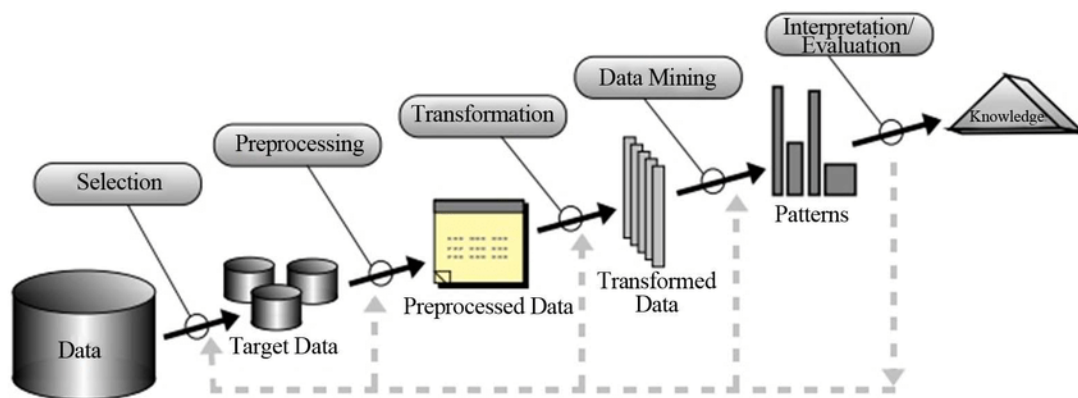 Interpretation/
Evaluation
Data Mining
Transformation
Preprocessing
Selection
Knowledge
Patterns
Transformed
Data
Preprocessed Data
Target Data
Data